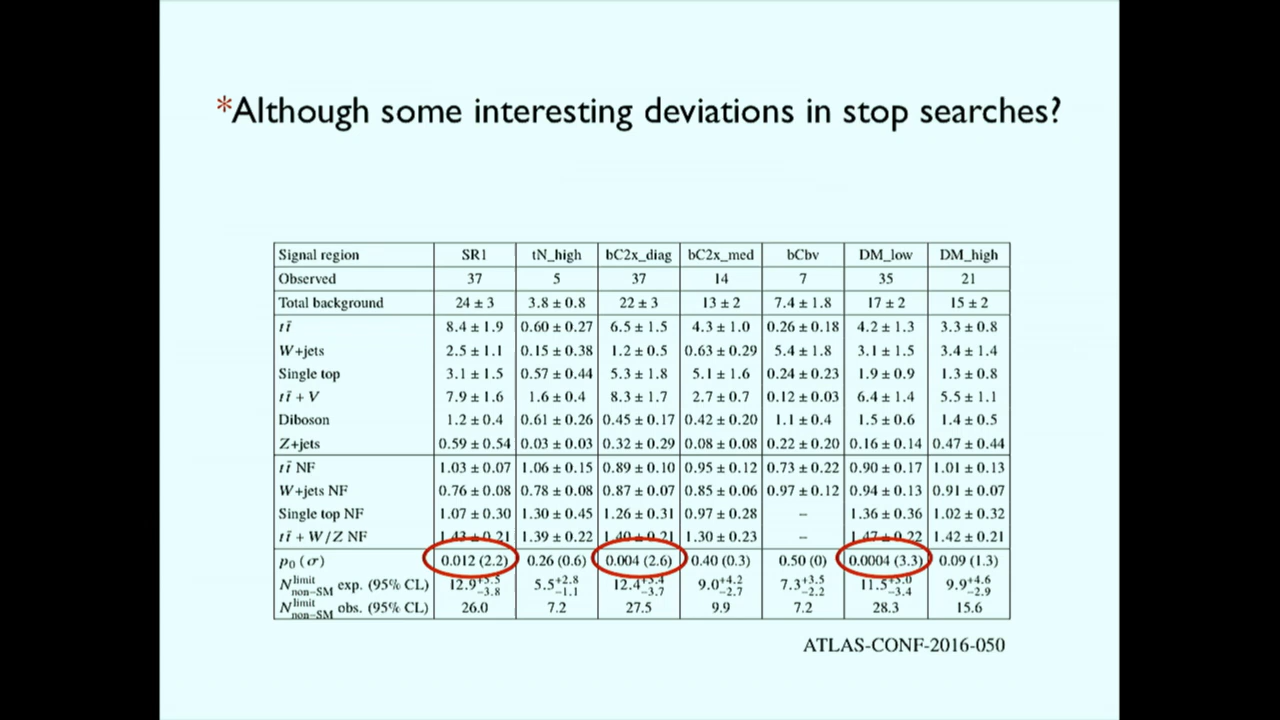 *Although some interesting deviations in stop searches?
Signal region SR1 tN_high bC2x_diag bC2x_med bCbv DM_low DM_high
Observed 37 5 37 14 7 35 21
Total background 24 ± 3 3.8 ± 0.8 22 ± 3 13 ± 2 7.4 ± 1.8 17 ± 2 15 ± 2
tt̄ 8.4 ± 1.9 0.60 ± 0.27 6.5 ± 1.5 4.3 ± 1.0 0.26 ± 0.18 4.2 ± 1.3 3.3 ± 0.8
W+jets 2.5 ± 1.1 0.15 ± 0.38 1.2 ± 0.5 0.63 ± 0.29 5.4 ± 1.8 3.1 ± 1.5 3.4 ± 1.4
Single top 3.1 ± 1.5 0.57 ± 0.44 5.3 ± 1.8 5.1 ± 1.6 0.24 ± 0.23 1.9 ± 0.9 1.3 ± 0.8
tt̄ + V 7.9 ± 1.6 1.6 ± 0.4 8.3 ± 1.7 2.7 ± 0.7 0.12 ± 0.03 6.4 ± 1.4 5.5 ± 1.1
Diboson 1.2 ± 0.4 0.61 ± 0.26 0.45 ± 0.17 0.42 ± 0.20 1.1 ± 0.4 1.5 ± 0.6 1.4 ± 0.5
Z+jets 0.59 ± 0.54 0.03 ± 0.03 0.32 ± 0.29 0.08 ± 0.08 0.22 ± 0.20 0.16 ± 0.14 0.47 ± 0.44
tt̄ NF 1.03 ± 0.07 1.06 ± 0.15 0.89 ± 0.10 0.95 ± 0.12 0.73 ± 0.22 0.90 ± 0.17 1.01 ± 0.13
W+jets NF 0.76 ± 0.08 0.78 ± 0.08 0.87 ± 0.07 0.85 ± 0.06 0.97 ± 0.12 0.94 ± 0.13 0.91 ± 0.07
Single top NF 1.07 ± 0.30 1.30 ± 0.45 1.26 ± 0.31 0.97 ± 0.28 – 1.36 ± 0.36 1.02 ± 0.32
tt̄ + W/Z NF 1.43 ± 0.21 1.39 ± 0.22 1.40 ± 0.21 1.30 ± 0.23 – 1.47 ± 0.22 1.42 ± 0.21
p₀ (σ) 0.012 (2.2) 0.26 (0.6) 0.004 (2.6) 0.40 (0.3) 0.50 (0) 0.0004 (3.3) 0.09 (1.3)
N limit non−SM exp. (95% CL) 12.9 +5.5 −3.8 5.5 +2.8 −1.1 12.4 +5.4 −3.7 9.0 +4.2 −2.7 7.3 +3.5 −2.2 11.5 +5.0 −3.4 9.9 +4.6 −2.9
N limit non−SM obs. (95% CL) 26.0 7.2 27.5 9.9 7.2 28.3 15.6
ATLAS-CONF-2016-050